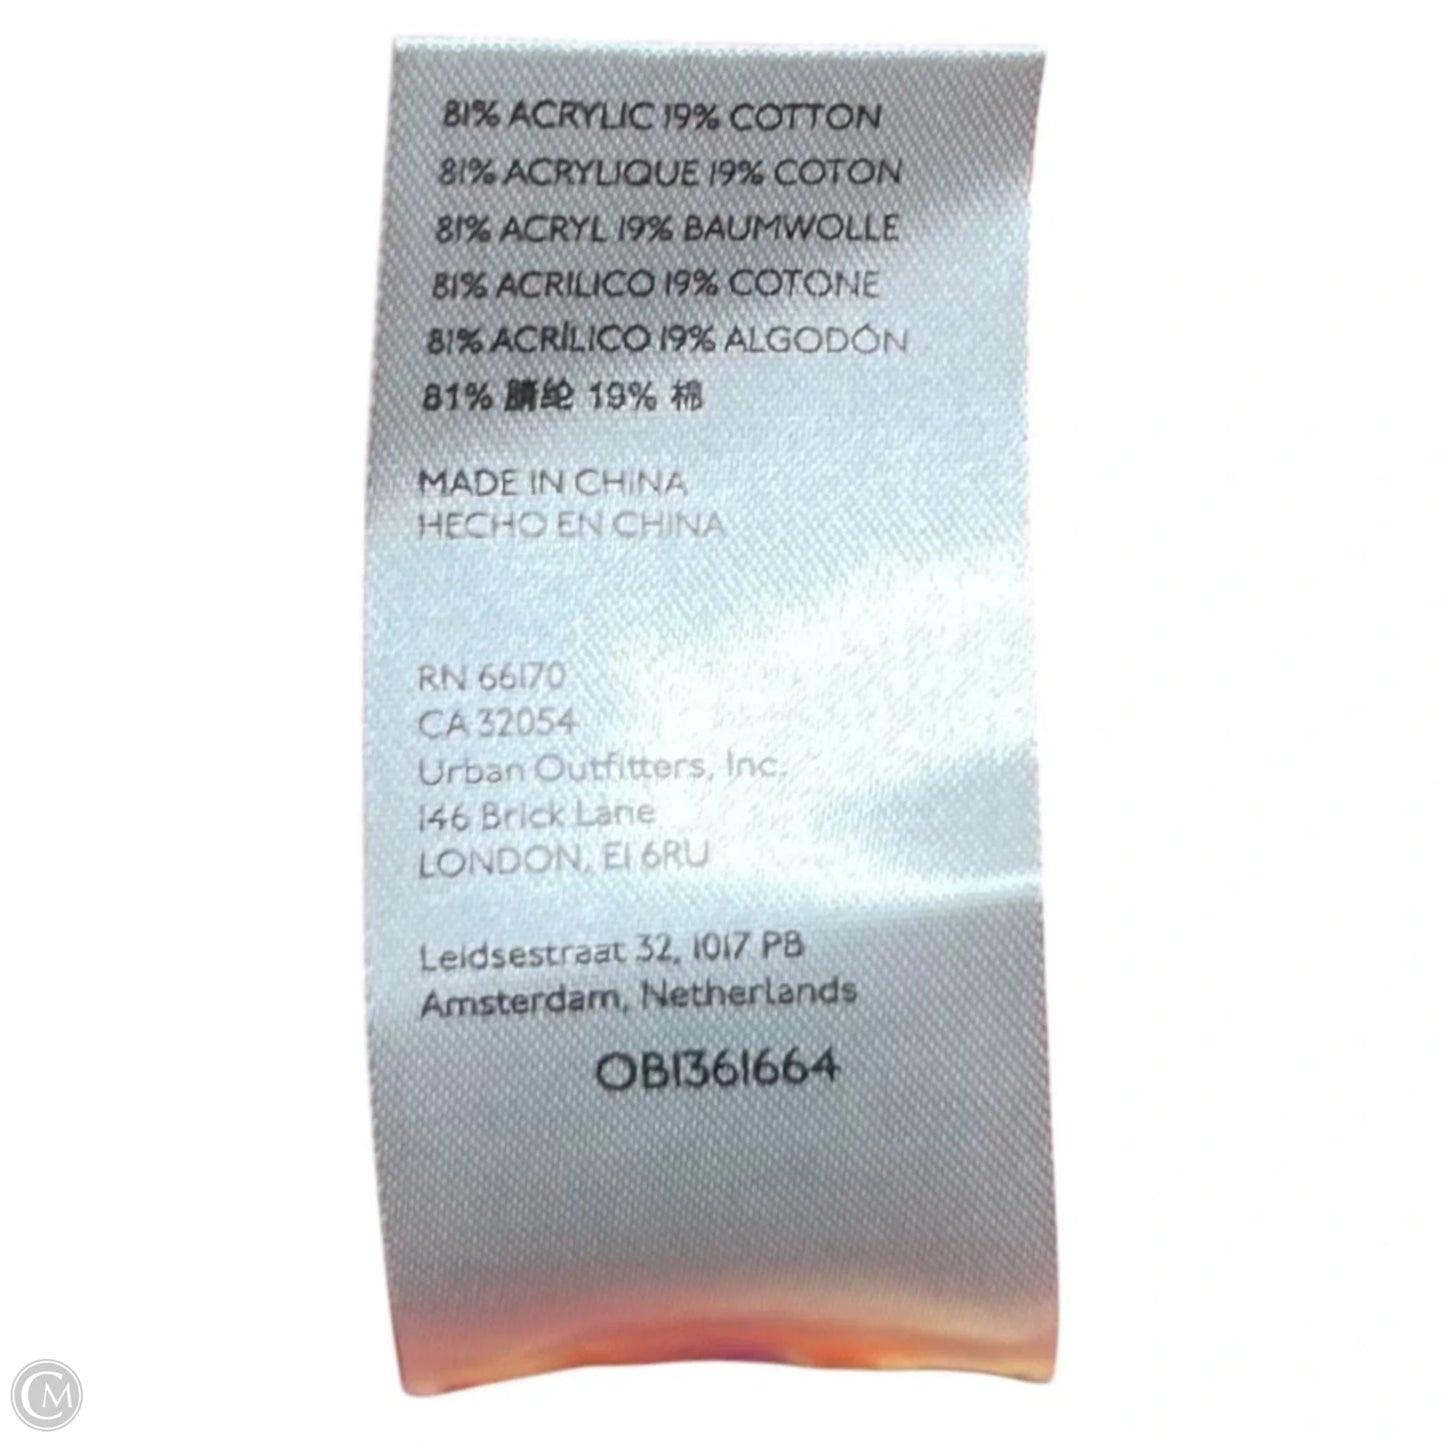 81% ACRYLIC 19% COTTON
81% ACRYLIQUE 19% COTON
81% ACRYL 19% BAUMWOLLE
81% ACRILICO 19% COTONE
81% ACRÍLICO 19% ALGODÓN
81% 腈纶 19% 棉
MADE IN CHINA
HECHO EN CHINA
RN 66170
CA 32054
Urban Outfitters, Inc.
146 Brick Lane
LONDON, E1 6RU
Leidsestraat 32, 1017 PB
Amsterdam, Netherlands
OB1361664
CM